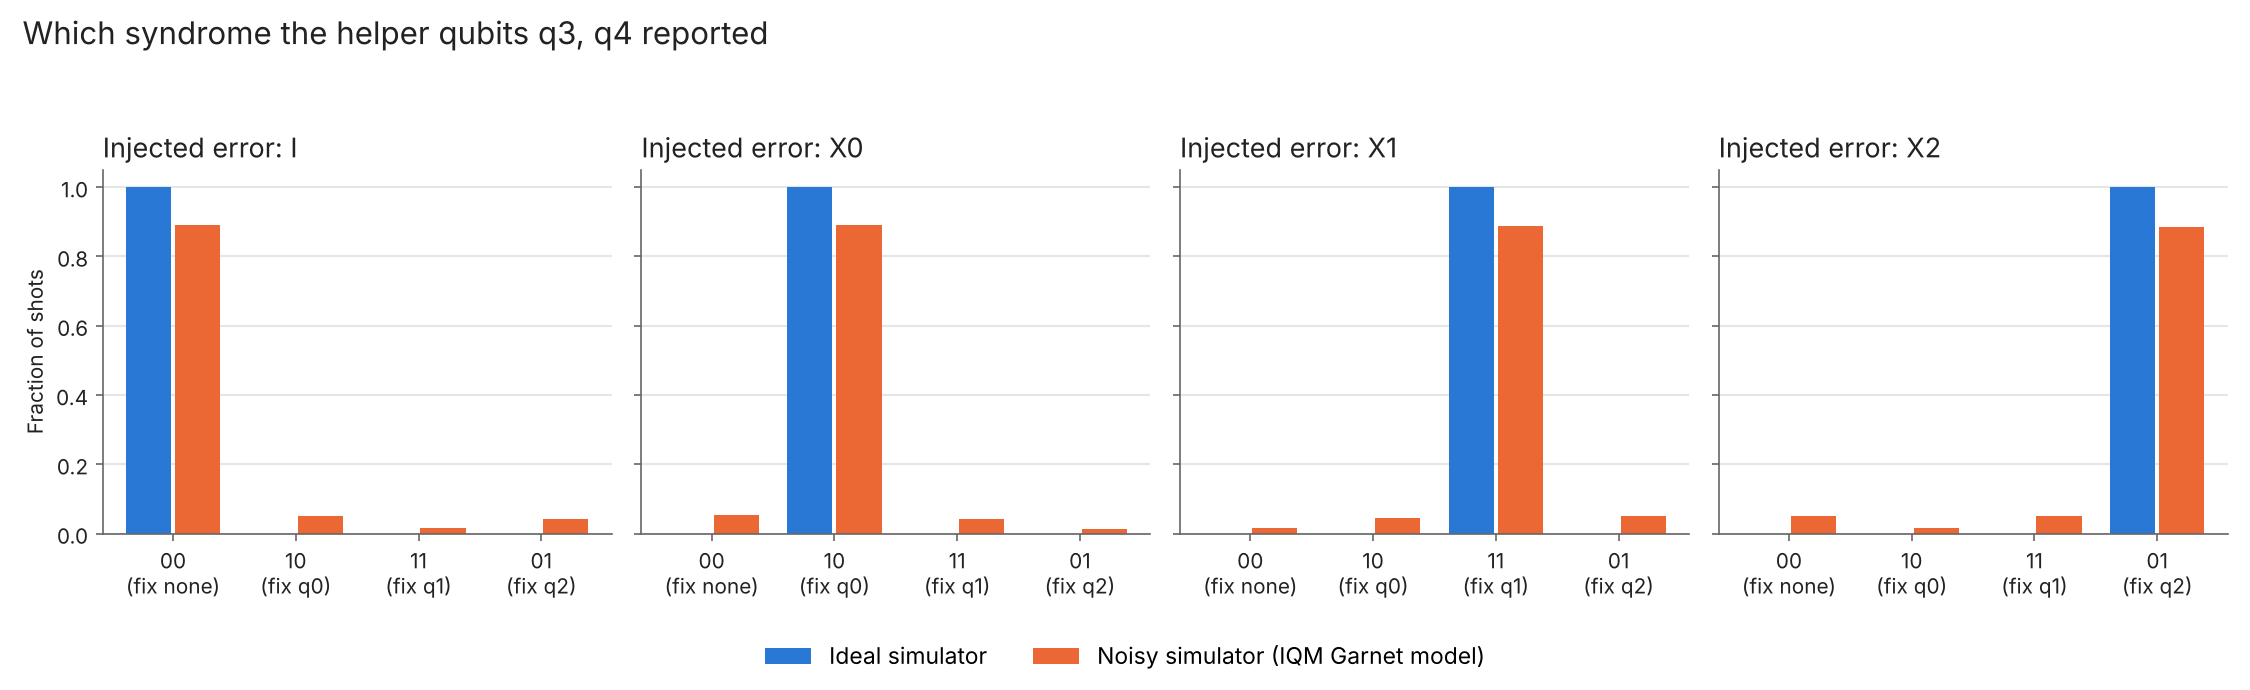 Which syndrome the helper qubits q3, q4 reported
Injected error: I
Injected error: X0
Injected error: X1
Injected error: X2
Fraction of shots
1.0
0.8
0.6
0.4
0.2
0.0
00
(fix none)
10
(fix q0)
11
(fix q1)
01
(fix q2)
00
(fix none)
10
(fix q0)
11
(fix q1)
01
(fix q2)
00
(fix none)
10
(fix q0)
11
(fix q1)
01
(fix q2)
00
(fix none)
10
(fix q0)
11
(fix q1)
01
(fix q2)
Ideal simulator
Noisy simulator (IQM Garnet model)